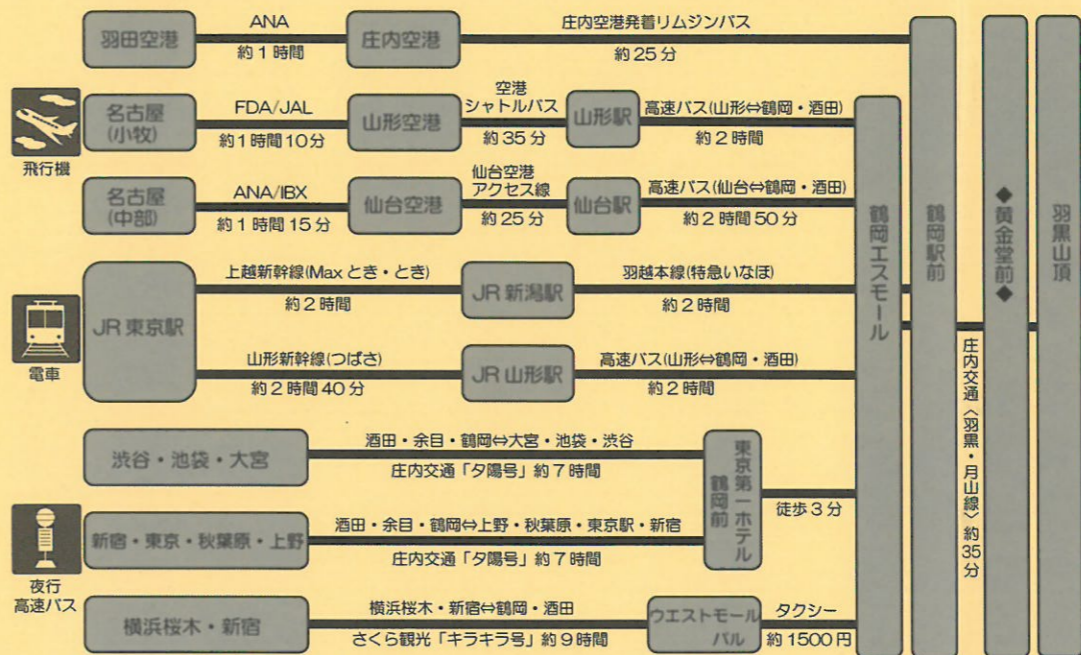 羽田空港
ANA
約1時間
庄内空港
庄内空港発着リムジンバス
約25分
飛行機
名古屋
(小牧)
FDA/JAL
約1時間10分
山形空港
空港
シャトルバス
約35分
山形駅
高速バス(山形⇔鶴岡・酒田)
約2時間
名古屋
(中部)
ANA/IBX
約1時間15分
仙台空港
仙台空港
アクセス線
約25分
仙台駅
高速バス(仙台⇔鶴岡・酒田)
約2時間50分
電車
JR東京駅
上越新幹線(Maxとき・とき)
約2時間
JR新潟駅
羽越本線(特急いなほ)
約2時間
山形新幹線(つばさ)
約2時間40分
JR山形駅
高速バス(山形⇔鶴岡・酒田)
約2時間
夜行
高速バス
渋谷・池袋・大宮
酒田・余目・鶴岡⇔大宮・池袋・渋谷
庄内交通「夕陽号」約7時間
新宿・東京・秋葉原・上野
酒田・余目・鶴岡⇔上野・秋葉原・東京駅・新宿
庄内交通「夕陽号」約7時間
東京第一ホテル
鶴岡前
徒歩3分
横浜桜木・新宿
横浜桜木・新宿⇔鶴岡・酒田
さくら観光「キラキラ号」約9時間
ウエストモール
パル
タクシー
約1500円
鶴岡エスモール
鶴岡駅前
庄内交通〈羽黒・月山線〉約35分
◆黄金堂前◆
羽黒山頂